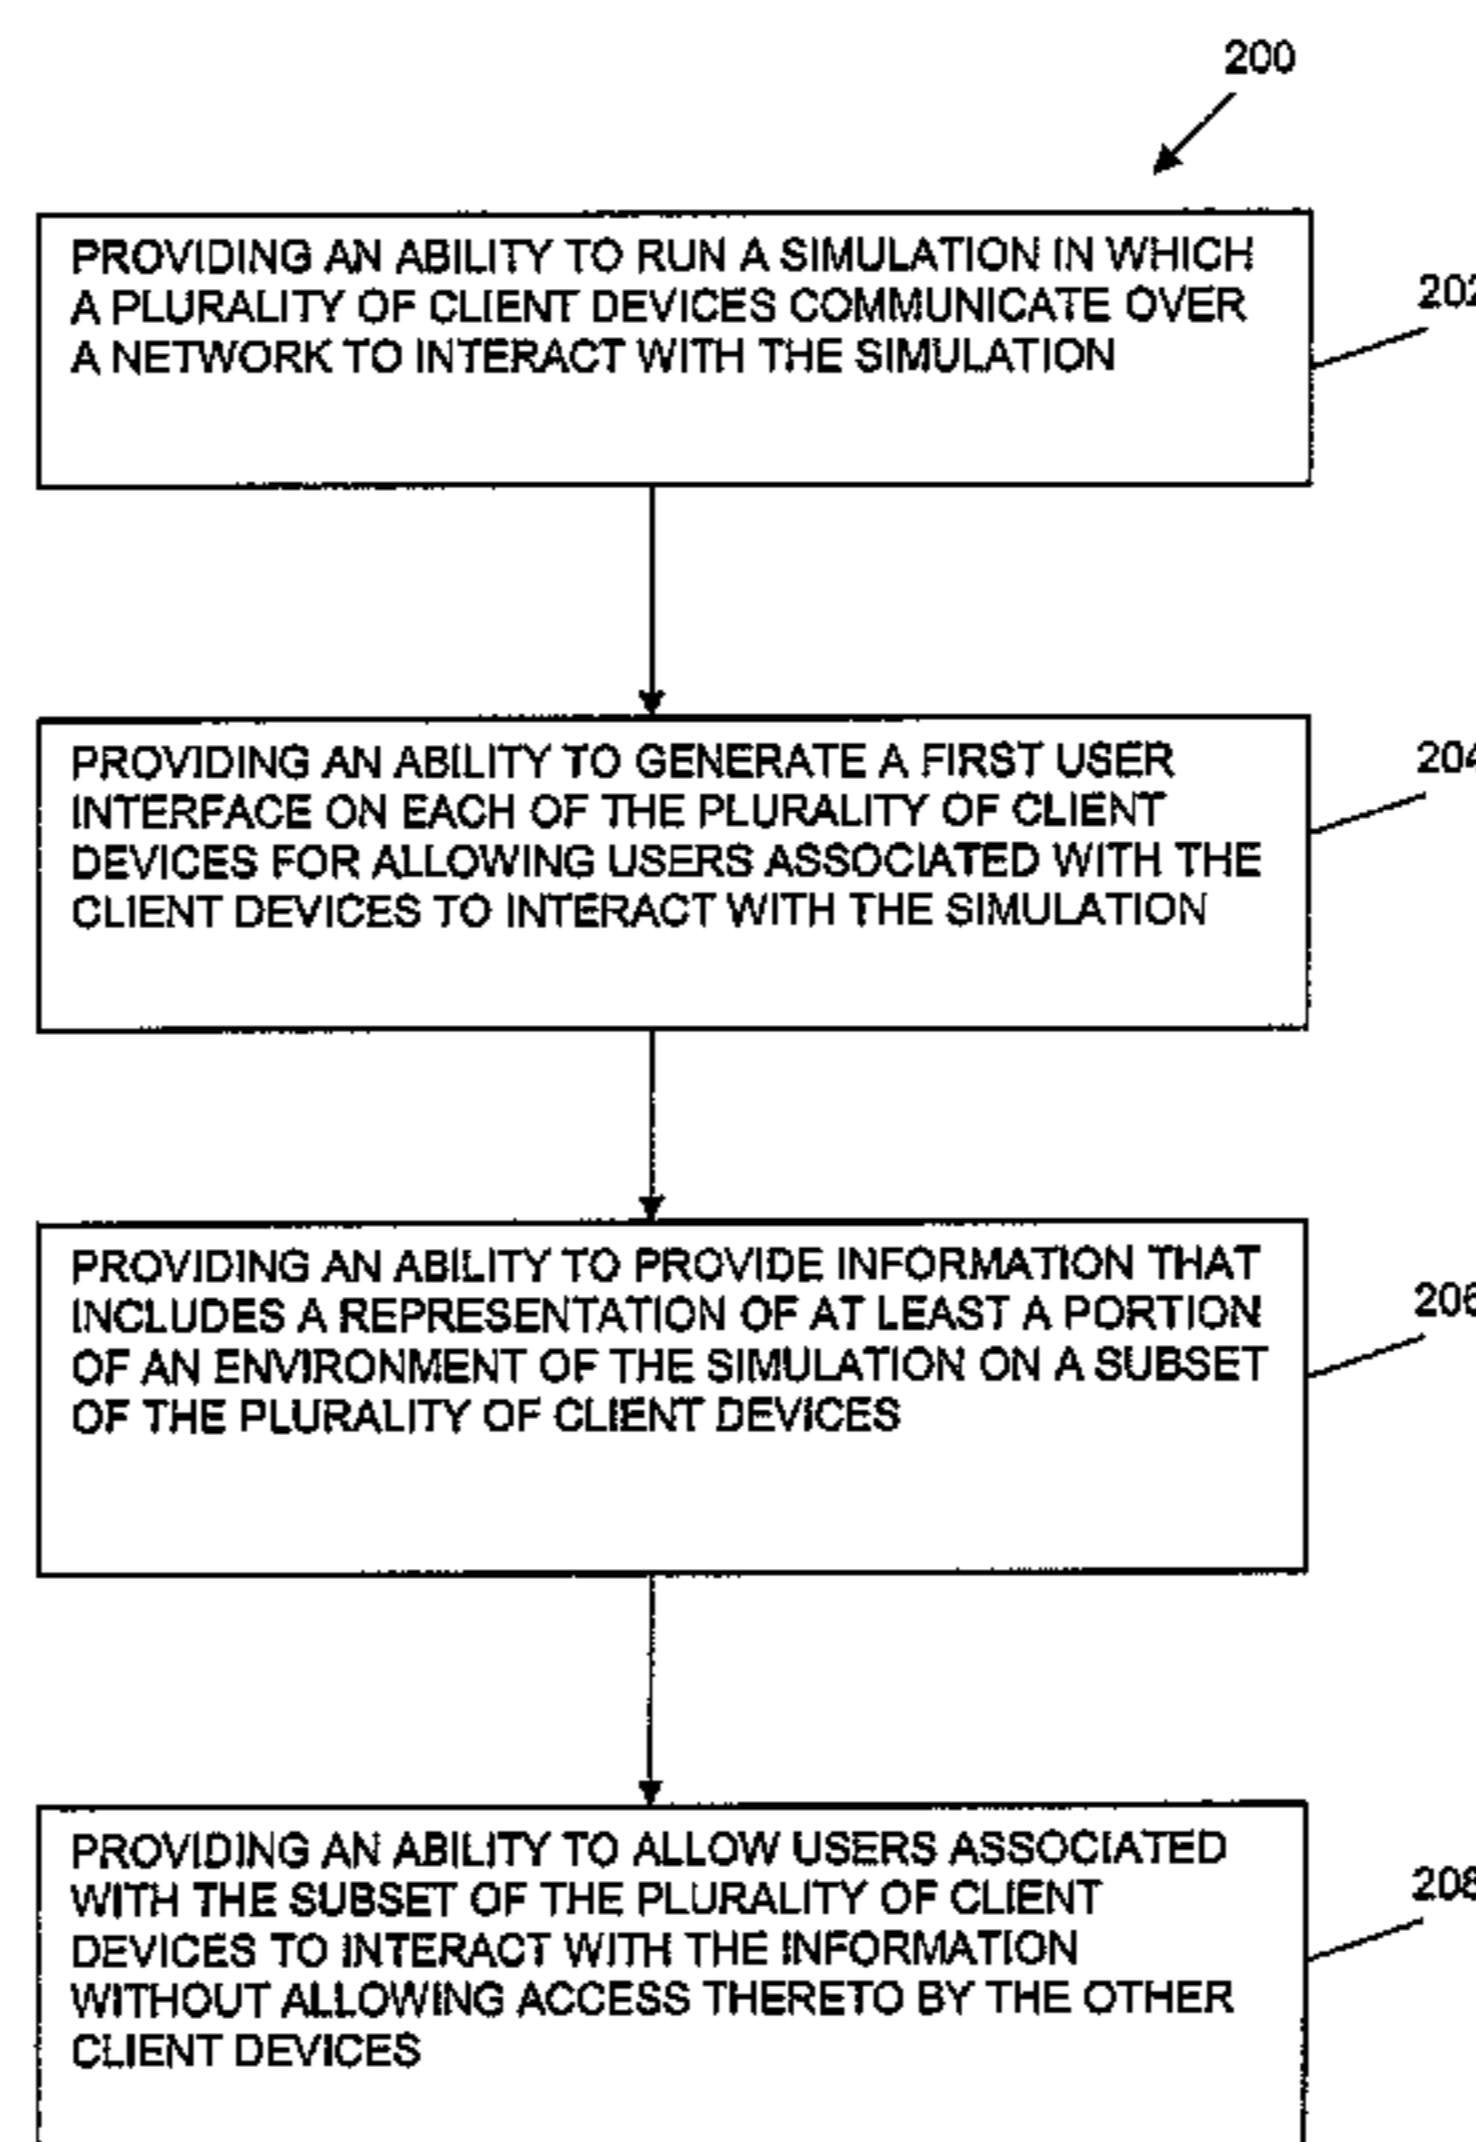 200
PROVIDING AN ABILITY TO RUN A SIMULATION IN WHICH
A PLURALITY OF CLIENT DEVICES COMMUNICATE OVER
A NETWORK TO INTERACT WITH THE SIMULATION
202
PROVIDING AN ABILITY TO GENERATE A FIRST USER
INTERFACE ON EACH OF THE PLURALITY OF CLIENT
DEVICES FOR ALLOWING USERS ASSOCIATED WITH THE
CLIENT DEVICES TO INTERACT WITH THE SIMULATION
204
PROVIDING AN ABILITY TO PROVIDE INFORMATION THAT
INCLUDES A REPRESENTATION OF AT LEAST A PORTION
OF AN ENVIRONMENT OF THE SIMULATION ON A SUBSET
OF THE PLURALITY OF CLIENT DEVICES
206
PROVIDING AN ABILITY TO ALLOW USERS ASSOCIATED
WITH THE SUBSET OF THE PLURALITY OF CLIENT
DEVICES TO INTERACT WITH THE INFORMATION
WITHOUT ALLOWING ACCESS THERETO BY THE OTHER
CLIENT DEVICES
208